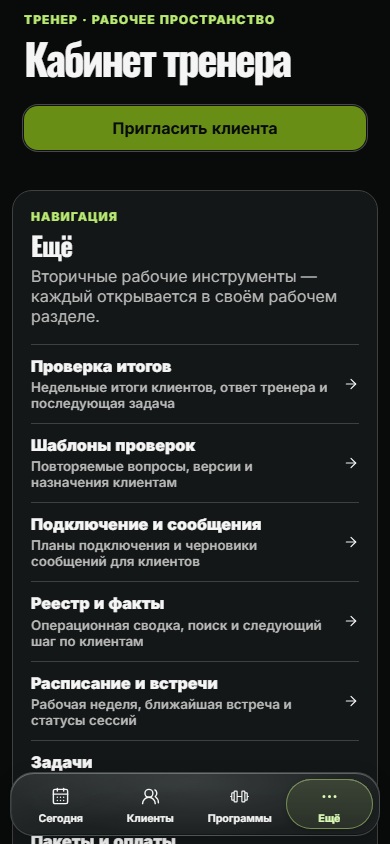 ТРЕНЕР · РАБОЧЕЕ ПРОСТРАНСТВО
Кабинет тренера
Пригласить клиента
НАВИГАЦИЯ
Ещё
Вторичные рабочие инструменты —
каждый открывается в своём рабочем
разделе.
Проверка итогов
Недельные итоги клиентов, ответ тренера и
последующая задача
Шаблоны проверок
Повторяемые вопросы, версии и
назначения клиентам
Подключение и сообщения
Планы подключения и черновики
сообщений для клиентов
Реестр и факты
Операционная сводка, поиск и следующий
шаг по клиентам
Расписание и встречи
Рабочая неделя, ближайшая встреча и
статусы сессий
Задачи
Сегодня
Клиенты
Программы
Ещё
Пакеты и оплаты